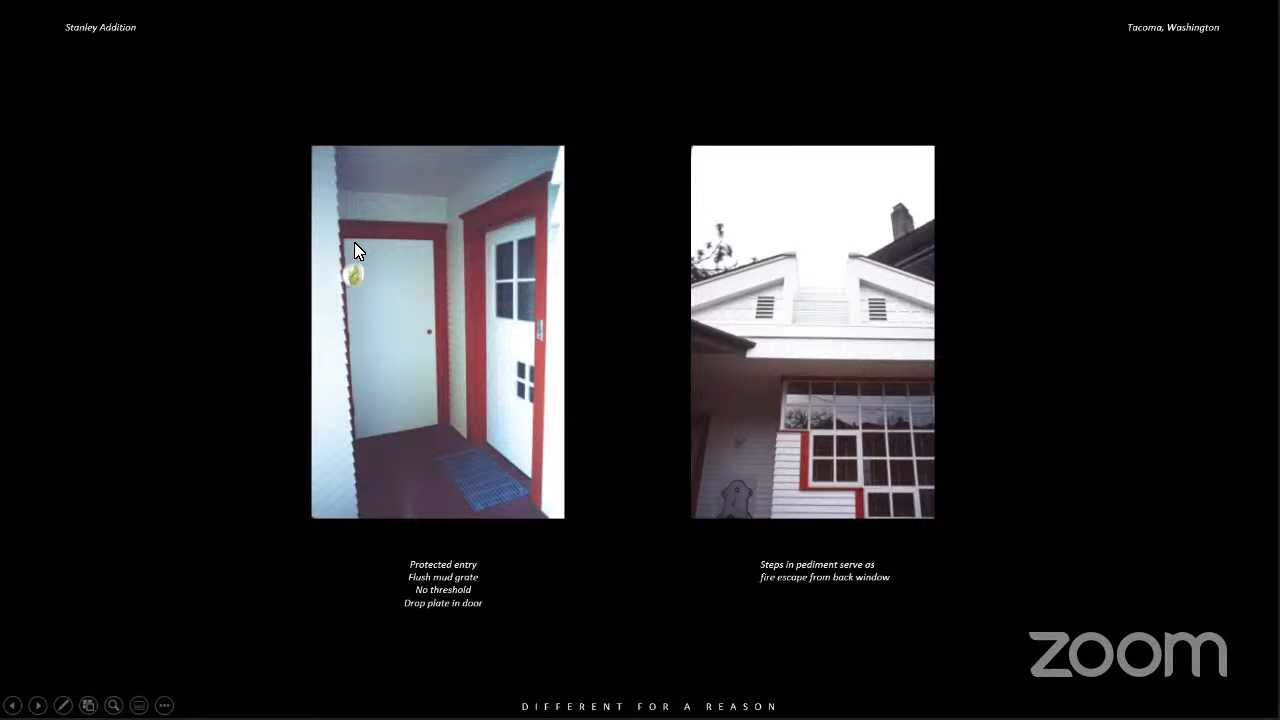 Stanley Addition
Tacoma, Washington
Protected entry
Flush mud grate
No threshold
Drop plate in door
Steps in pediment serve as
fire escape from back window
zoom
DIFFERENT FOR A REASON